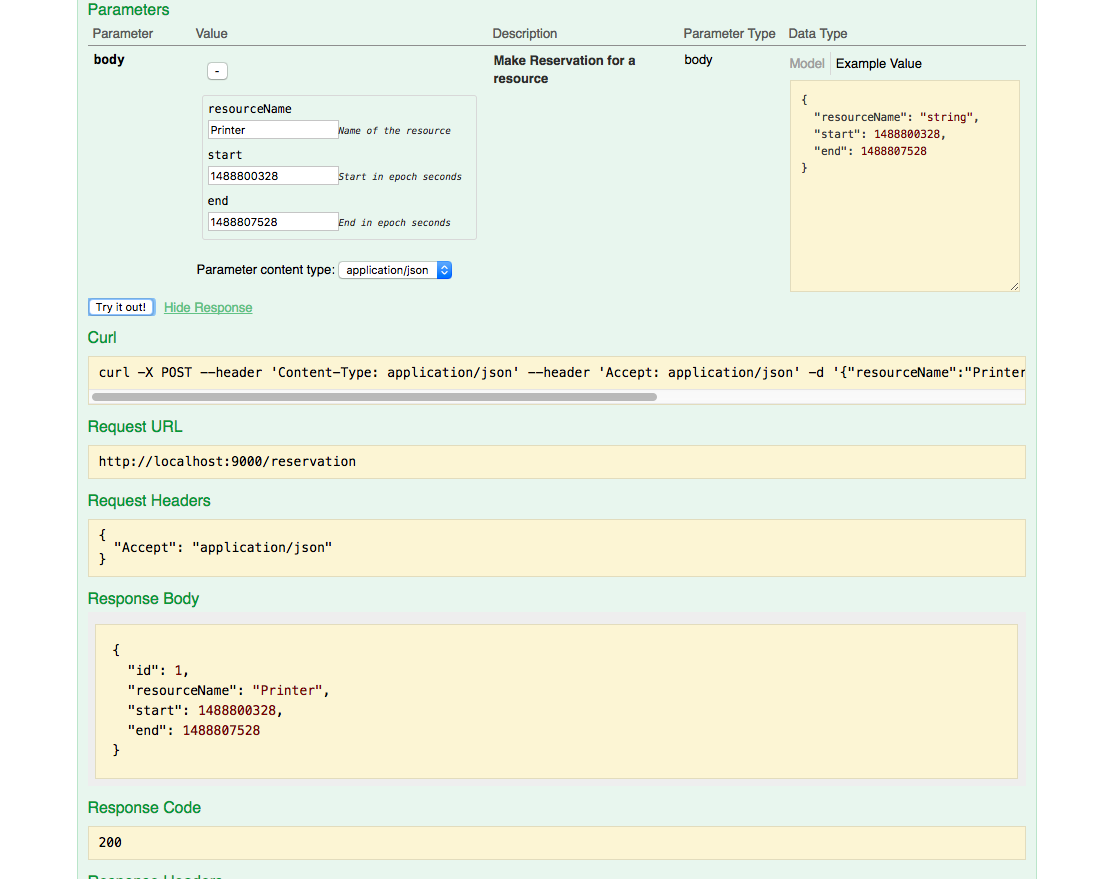 Parameters
Parameter Value Description Parameter Type Data Type
body
-
resourceName
Printer Name of the resource
start
1488800328 Start in epoch seconds
end
1488807528 End in epoch seconds
Parameter content type: application/json
Make Reservation for a
resource
body
Model Example Value
{
"resourceName": "string",
"start": 1488800328,
"end": 1488807528
}
Try it out! Hide Response
Curl
curl -X POST --header 'Content-Type: application/json' --header 'Accept: application/json' -d '{"resourceName":"Printer
Request URL
http://localhost:9000/reservation
Request Headers
{
"Accept": "application/json"
}
Response Body
{
"id": 1,
"resourceName": "Printer",
"start": 1488800328,
"end": 1488807528
}
Response Code
200
Response Headers